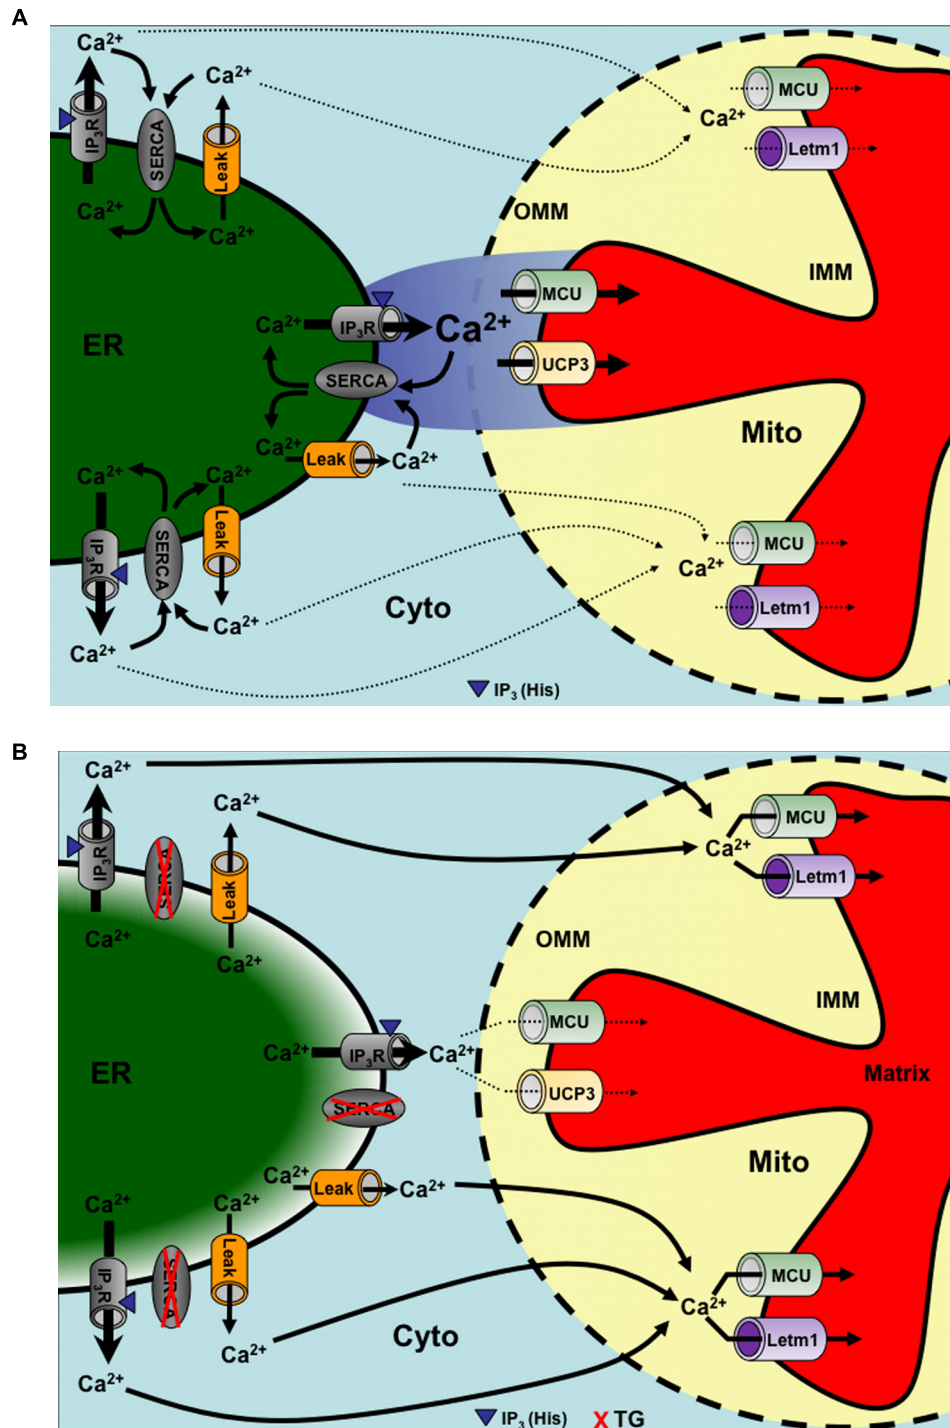 A
Ca²⁺
Ca²⁺
MCU
Ca²⁺
IP₃R
SERCA
Leak
Letm1
Ca²⁺
OMM
Ca²⁺
IMM
MCU
Ca²⁺
IP₃R
Ca²⁺
ER
UCP3
SERCA
Mito
Ca²⁺
Leak
Ca²⁺
Ca²⁺
Ca²⁺
IP₃R
SERCA
Leak
MCU
Ca²⁺
Letm1
Cyto
Ca²⁺
Ca²⁺
IP₃ (His)
B
Ca²⁺
Ca²⁺
MCU
IP₃R
SERCA
Leak
Ca²⁺
Letm1
Ca²⁺
OMM
Ca²⁺
IMM
MCU
Ca²⁺
IP₃R
Ca²⁺
ER
Matrix
UCP3
SERCA
Mito
Ca²⁺
Leak
Ca²⁺
Ca²⁺
Ca²⁺
IP₃R
SERCA
Leak
MCU
Ca²⁺
Letm1
Cyto
Ca²⁺
Ca²⁺
IP₃ (His) X TG